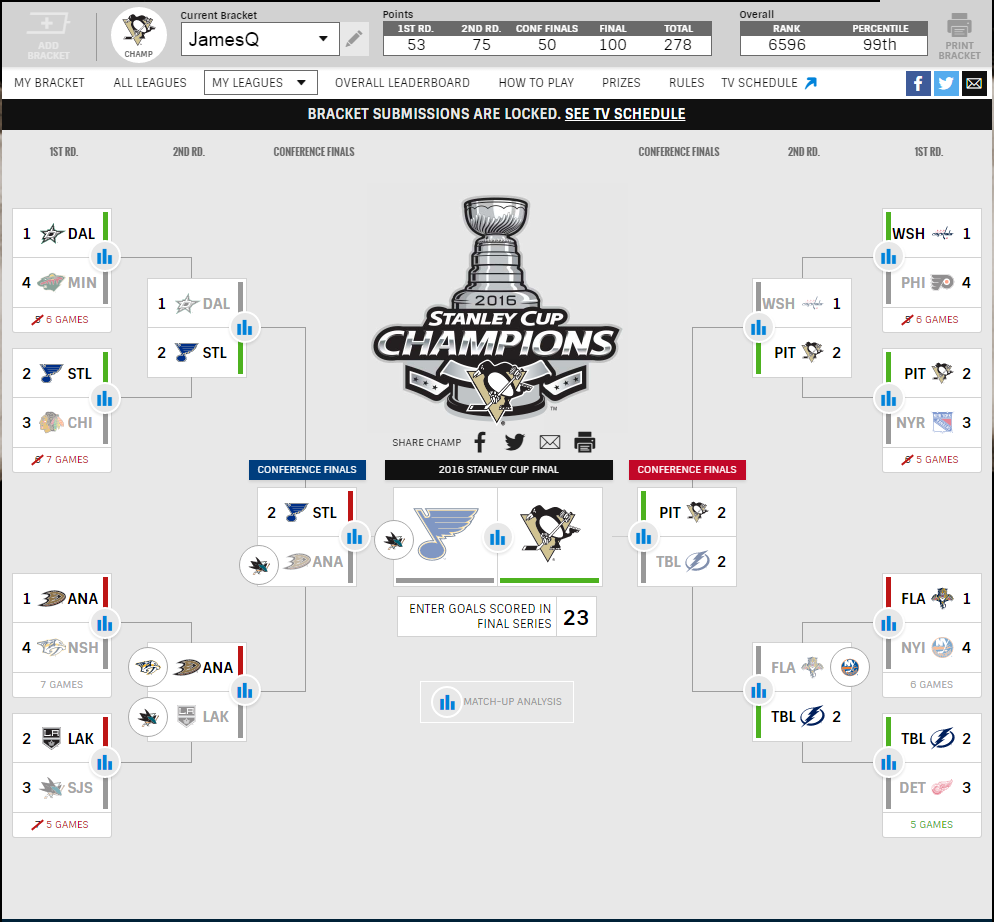 Current Bracket
Points
Overall
ADD BRACKET
CHAMP
JamesQ
1ST RD. 2ND RD. CONF FINALS FINAL TOTAL
53 75 50 100 278
RANK PERCENTILE
6596 99th
PRINT BRACKET
MY BRACKET ALL LEAGUES MY LEAGUES OVERALL LEADERBOARD HOW TO PLAY PRIZES RULES TV SCHEDULE
BRACKET SUBMISSIONS ARE LOCKED. SEE TV SCHEDULE
1ST RD. 2ND RD. CONFERENCE FINALS CONFERENCE FINALS 2ND RD. 1ST RD.
1 DAL
4 MIN
6 GAMES
2 STL
3 CHI
7 GAMES
1 DAL
2 STL
1 ANA
4 NSH
7 GAMES
2 LAK
3 SJS
5 GAMES
ANA
LAK
CONFERENCE FINALS
2 STL
ANA
2016
STANLEY CUP
CHAMPIONS
TM
SHARE CHAMP
2016 STANLEY CUP FINAL
ENTER GOALS SCORED IN
FINAL SERIES
23
MATCH-UP ANALYSIS
CONFERENCE FINALS
PIT 2
TBL 2
WSH 1
PIT 2
FLA
TBL 2
WSH 1
PHI 4
6 GAMES
PIT 2
NYR 3
5 GAMES
FLA 1
NYI 4
6 GAMES
TBL 2
DET 3
5 GAMES